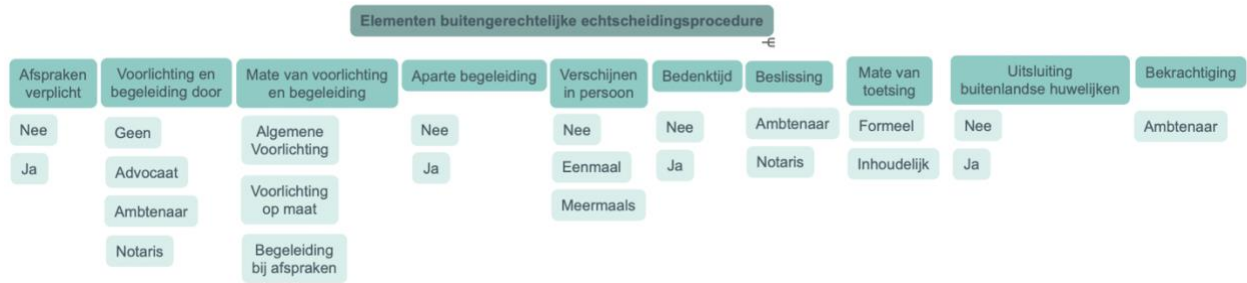 Elementen buitengerechtelijke echtscheidingsprocedure
Afspraken
verplicht
Nee
Ja
Voorlichting en
begeleiding door
Geen
Advocaat
Ambtenaar
Notaris
Mate van voorlichting
en begeleiding
Algemene
Voorlichting
Voorlichting
op maat
Begeleiding
bij afspraken
Aparte begeleiding
Nee
Ja
Verschijnen
in persoon
Nee
Eenmaal
Meermaals
Bedenktijd
Nee
Ja
Beslissing
Ambtenaar
Notaris
Mate van
toetsing
Formeel
Inhoudelijk
Uitsluiting
buitenlandse huwelijken
Nee
Ja
Bekrachtiging
Ambtenaar